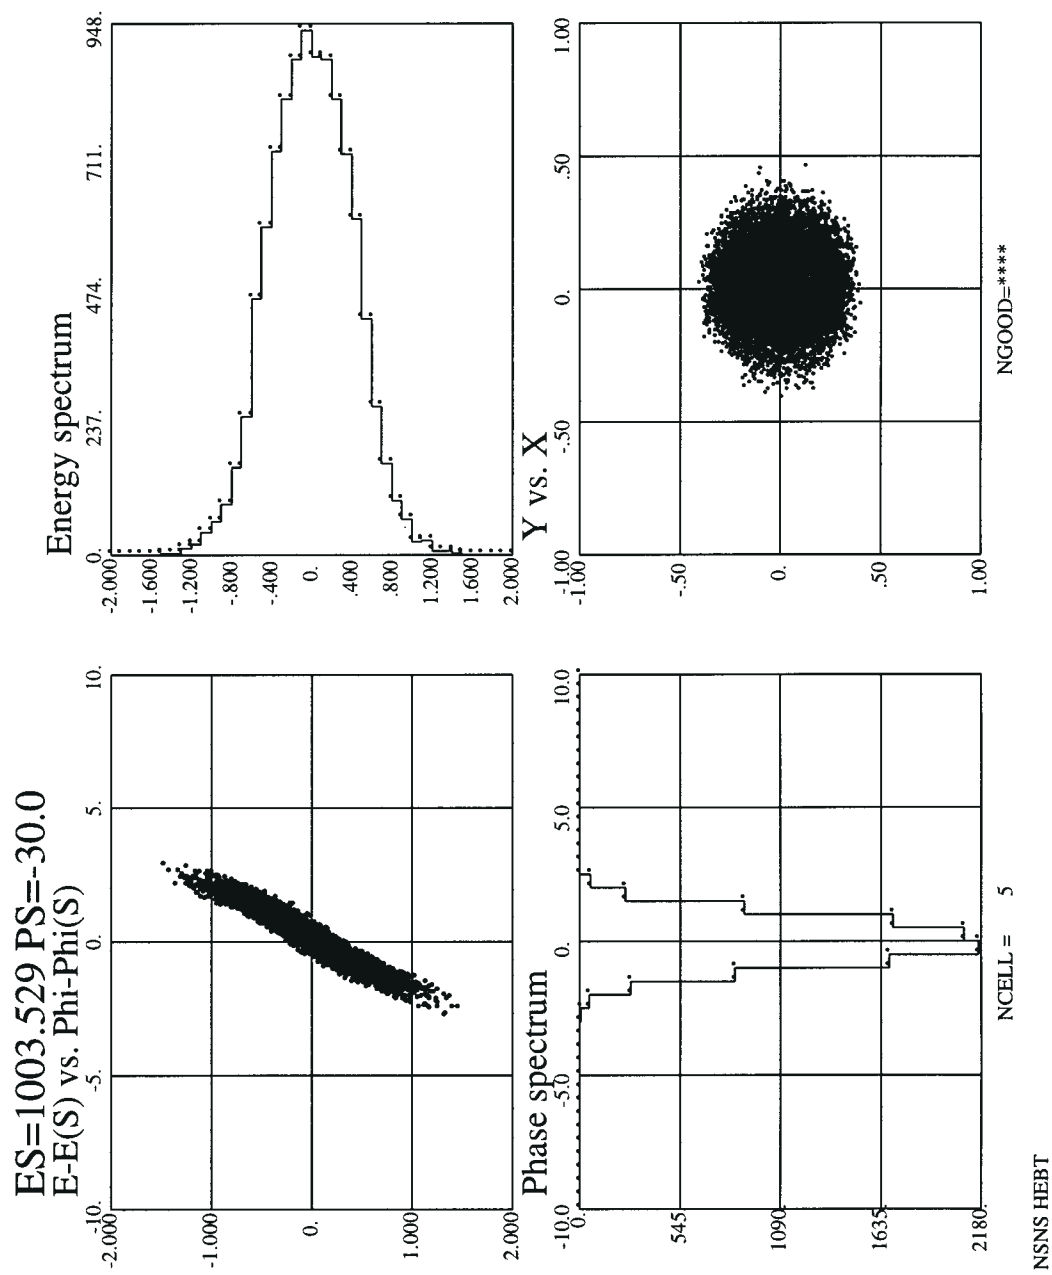 ES=1003.529 PS=-30.0
E-E(S) vs. Phi-Phi(S)
-10. -5. 0. 5. 10.
-2.000
-1.000
0.
1.000
2.000
Energy spectrum
0. 237. 474. 711. 948.
-2.000
-1.600
-1.200
-.800
-.400
0.
.400
.800
1.200
1.600
2.000
Phase spectrum
-10.0 -5.0 0. 5.0 10.0
0.
545.
1090.
1635.
2180.
Y vs. X
-1.00 -.50 0. .50 1.00
-1.00
-.50
0.
.50
1.00
NCELL = 5
NGOOD=****
NSNS HEBT